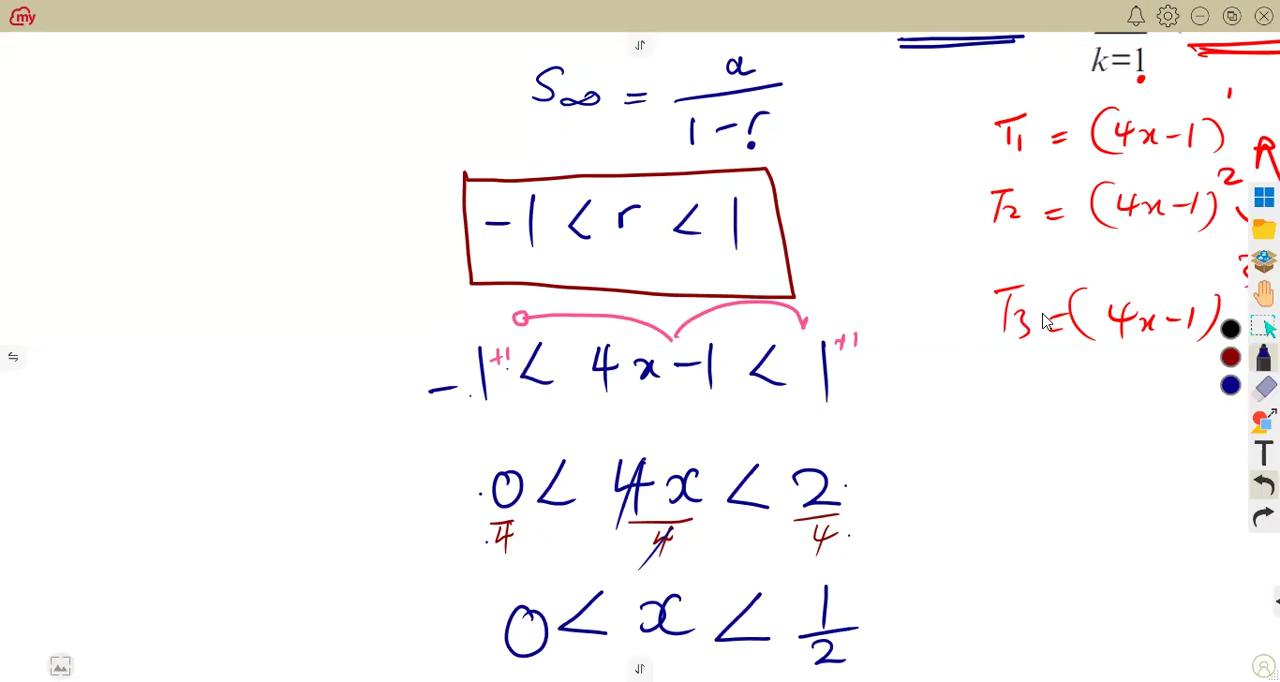 my
S∞ = a / 1 - r
-1 < r < 1
-1 +1 < 4x - 1 < 1 +1
0/4 < 4x/4 < 2/4
0 < x < 1/2
k=1
T1 = (4x-1)^1
T2 = (4x-1)^2
T3 = (4x-1)
R
T